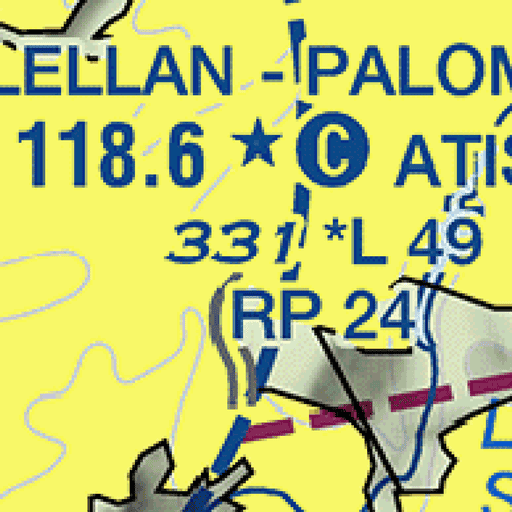 LELLAN - PALOM
118.6 ★ C ATIS
331 *L 49
RP 24
L
S